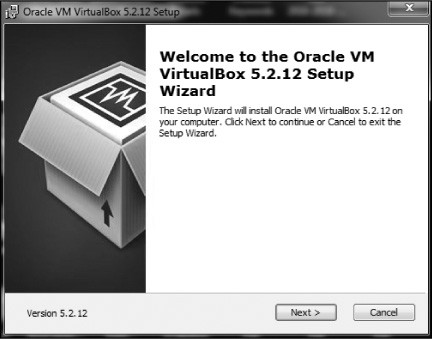 Oracle VM VirtualBox 5.2.12 Setup
Welcome to the Oracle VM
VirtualBox 5.2.12 Setup
Wizard
The Setup Wizard will install Oracle VM VirtualBox 5.2.12 on
your computer. Click Next to continue or Cancel to exit the
Setup Wizard.
Version 5.2.12
Next >
Cancel